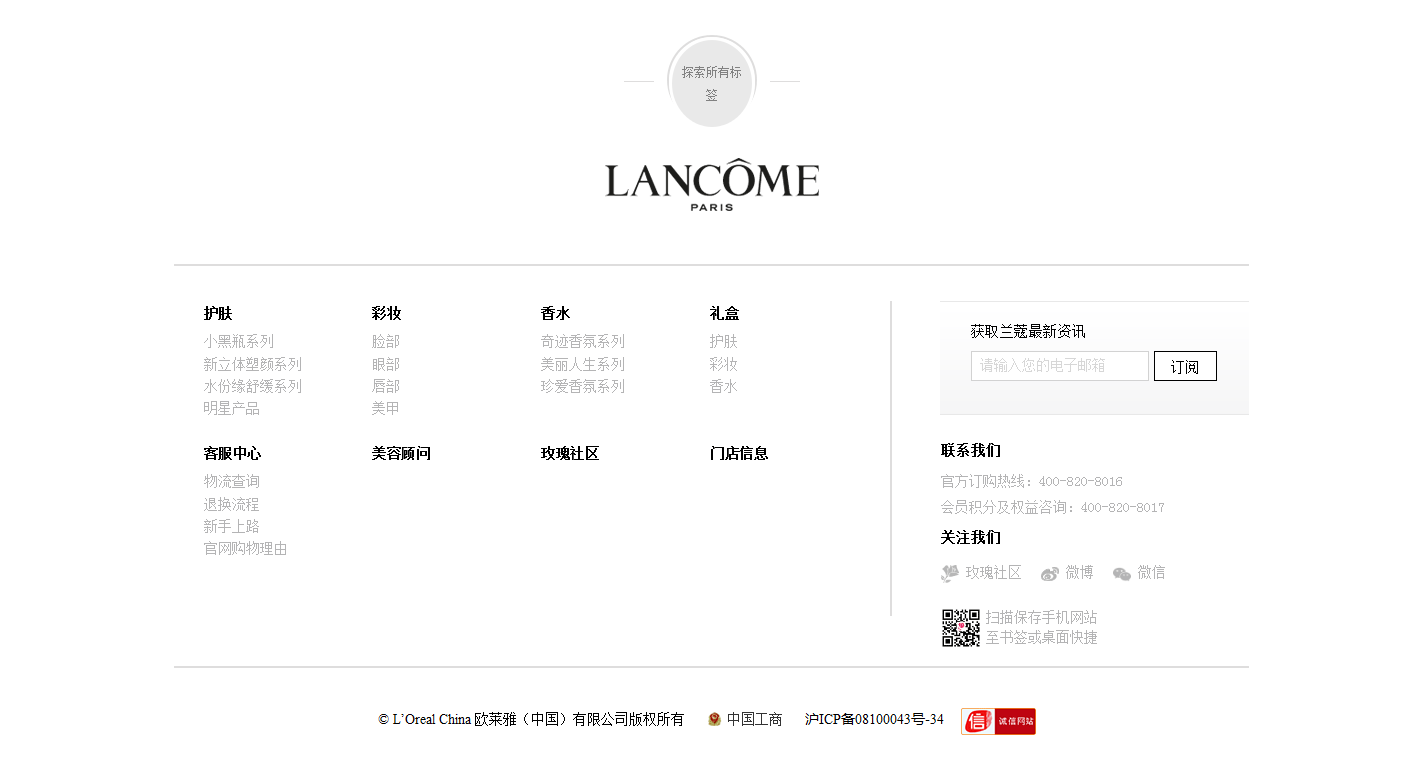 探索所有标
签
LANCÔME
PARIS
护肤
小黑瓶系列
新立体塑颜系列
水份缘舒缓系列
明星产品
彩妆
脸部
眼部
唇部
美甲
香水
奇迹香氛系列
美丽人生系列
珍爱香氛系列
礼盒
护肤
彩妆
香水
客服中心
物流查询
退换流程
新手上路
官网购物理由
美容顾问
玫瑰社区
门店信息
获取兰蔻最新资讯
请输入您的电子邮箱 订阅
联系我们
官方订购热线：400-820-8016
会员积分及权益咨询：400-820-8017
关注我们
玫瑰社区 微博 微信
扫描保存手机网站
至书签或桌面快捷
© L’Oreal China 欧莱雅（中国）有限公司版权所有 中国工商 沪ICP备08100043号-34 信 诚信网站